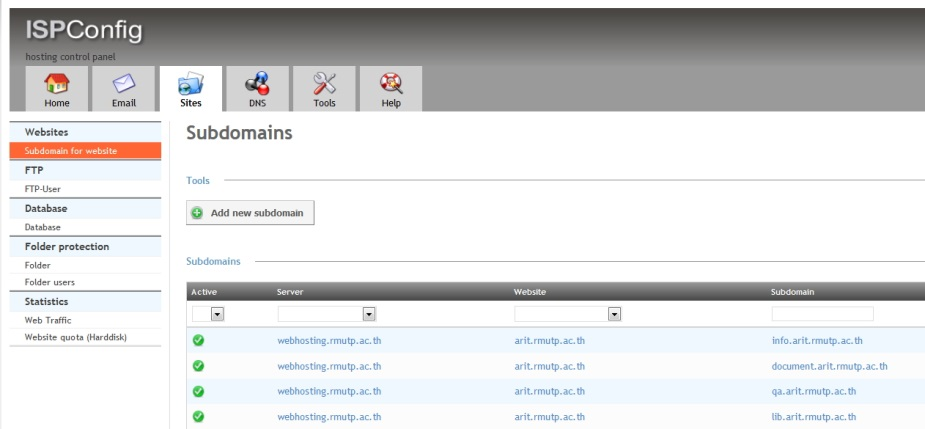 ISPConfig
hosting control panel
Home Email Sites DNS Tools Help
Websites
Subdomain for website
FTP
FTP-User
Database
Database
Folder protection
Folder
Folder users
Statistics
Web Traffic
Website quota (Harddisk)
Subdomains
Tools
Add new subdomain
Subdomains
Active Server Website Subdomain
webhosting.rmutp.ac.th arit.rmutp.ac.th info.arit.rmutp.ac.th
webhosting.rmutp.ac.th arit.rmutp.ac.th document.arit.rmutp.ac.th
webhosting.rmutp.ac.th arit.rmutp.ac.th qa.arit.rmutp.ac.th
webhosting.rmutp.ac.th arit.rmutp.ac.th lib.arit.rmutp.ac.th